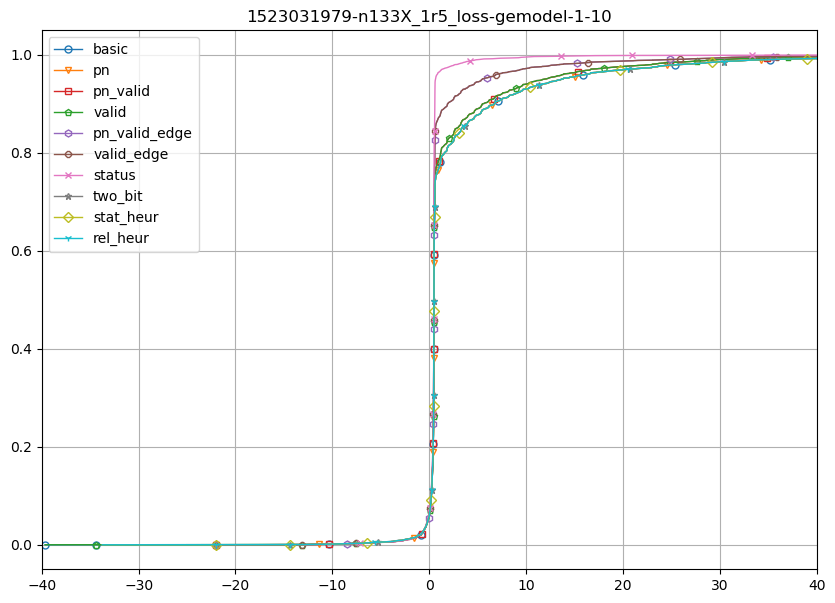 1523031979-n133X_1r5_loss-gemodel-1-10
basic
pn
pn_valid
valid
pn_valid_edge
valid_edge
status
two_bit
stat_heur
rel_heur
1.0
0.8
0.6
0.4
0.2
0.0
−40 −30 −20 −10 0 10 20 30 40